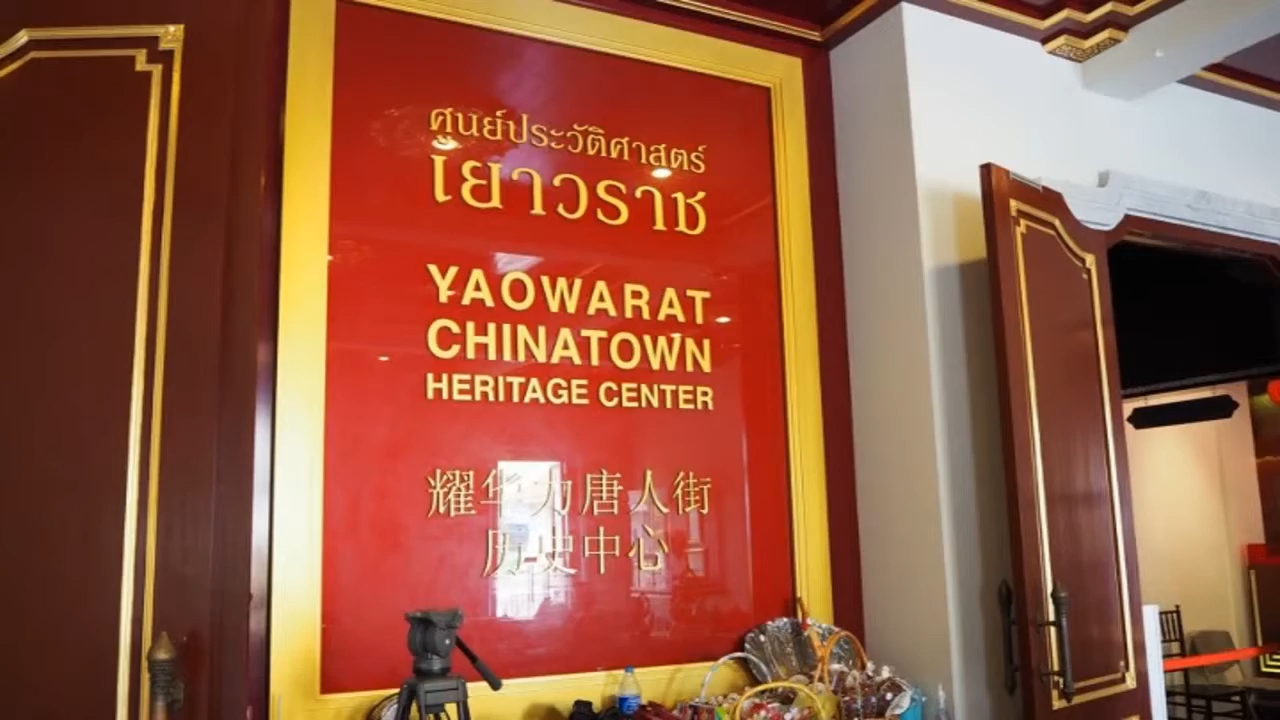 ศูนย์ประวัติศาสตร์
เยาวราช
YAOWARAT
CHINATOWN
HERITAGE CENTER
耀华力唐人街
历史中心